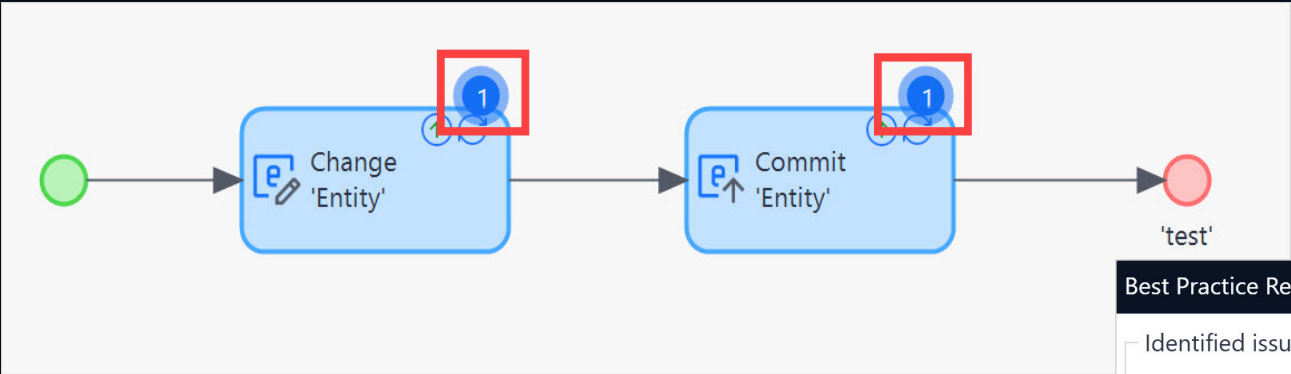 1
1
Change
'Entity'
Commit
'Entity'
'test'
Best Practice Re
Identified issu